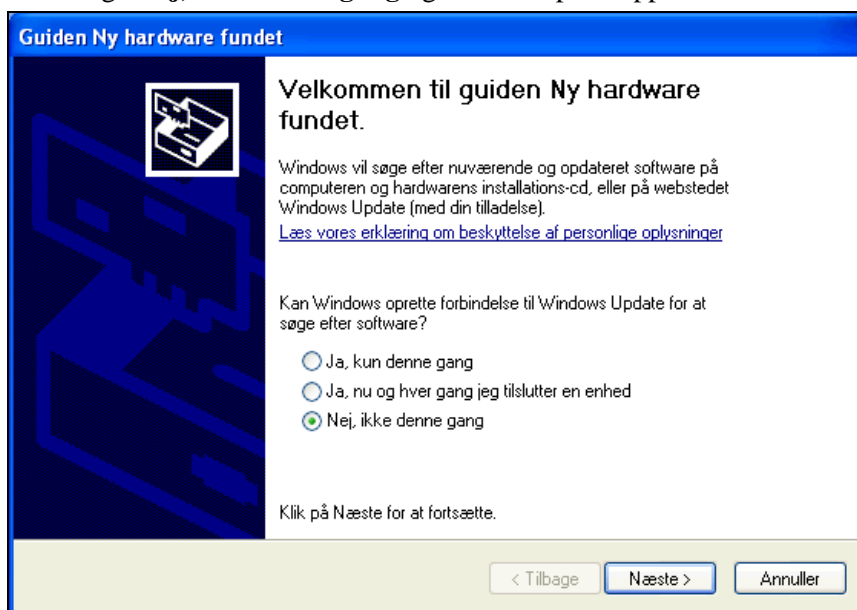 Guiden Ny hardware fundet
Velkommen til guiden Ny hardware
fundet.
Windows vil søge efter nuværende og opdateret software på
computeren og hardwarens installations-cd, eller på webstedet
Windows Update (med din tilladelse).
Læs vores erklæring om beskyttelse af personlige oplysninger
Kan Windows oprette forbindelse til Windows Update for at
søge efter software?
Ja, kun denne gang
Ja, nu og hver gang jeg tilslutter en enhed
Nej, ikke denne gang
Klik på Næste for at fortsætte.
< Tilbage Næste > Annuller